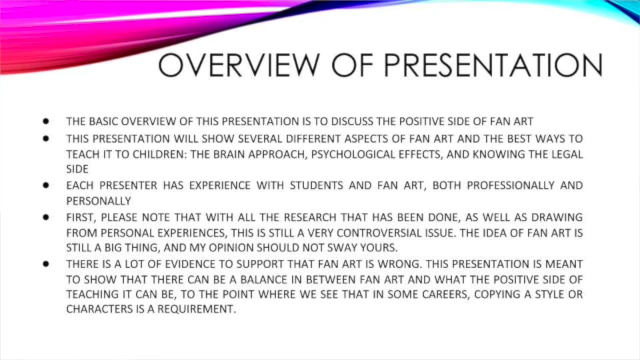 OVERVIEW OF PRESENTATION
● THE BASIC OVERVIEW OF THIS PRESENTATION IS TO DISCUSS THE POSITIVE SIDE OF FAN ART
● THIS PRESENTATION WILL SHOW SEVERAL DIFFERENT ASPECTS OF FAN ART AND THE BEST WAYS TO
TEACH IT TO CHILDREN: THE BRAIN APPROACH, PSYCHOLOGICAL EFFECTS, AND KNOWING THE LEGAL
SIDE
● EACH PRESENTER HAS EXPERIENCE WITH STUDENTS AND FAN ART, BOTH PROFESSIONALLY AND
PERSONALLY
● FIRST, PLEASE NOTE THAT WITH ALL THE RESEARCH THAT HAS BEEN DONE, AS WELL AS DRAWING
FROM PERSONAL EXPERIENCES, THIS IS STILL A VERY CONTROVERSIAL ISSUE. THE IDEA OF FAN ART IS
STILL A BIG THING, AND MY OPINION SHOULD NOT SWAY YOURS.
● THERE IS A LOT OF EVIDENCE TO SUPPORT THAT FAN ART IS WRONG. THIS PRESENTATION IS MEANT
TO SHOW THAT THERE CAN BE A BALANCE IN BETWEEN FAN ART AND WHAT THE POSITIVE SIDE OF
TEACHING IT CAN BE, TO THE POINT WHERE WE SEE THAT IN SOME CAREERS, COPYING A STYLE OR
CHARACTERS IS A REQUIREMENT.